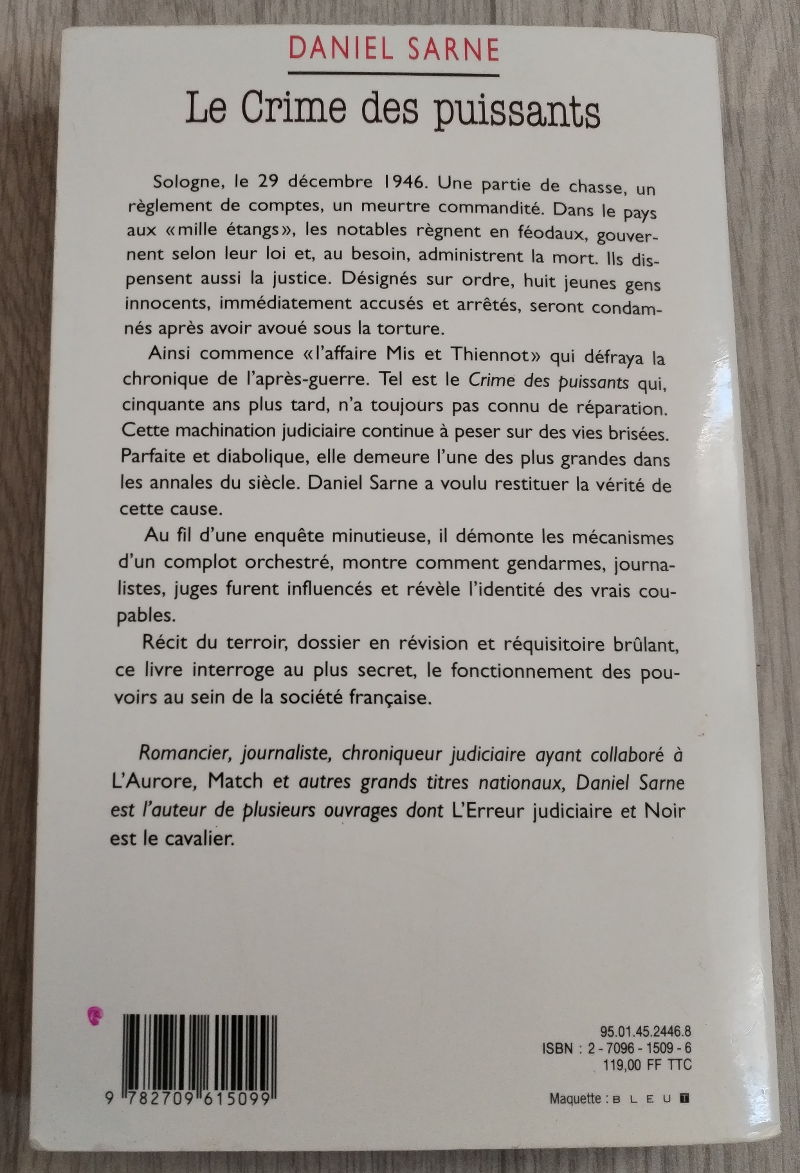 DANIEL SARNE
Le Crime des puissants
Sologne, le 29 décembre 1946. Une partie de chasse, un
règlement de comptes, un meurtre commandité. Dans le pays
aux «mille étangs», les notables règnent en féodaux, gouver-
nent selon leur loi et, au besoin, administrent la mort. Ils dis-
pensent aussi la justice. Désignés sur ordre, huit jeunes gens
innocents, immédiatement accusés et arrêtés, seront condam-
nés après avoir avoué sous la torture.
Ainsi commence «l'affaire Mis et Thiennot» qui défraya la
chronique de l'après-guerre. Tel est le Crime des puissants qui,
cinquante ans plus tard, n'a toujours pas connu de réparation.
Cette machination judiciaire continue à peser sur des vies brisées.
Parfaite et diabolique, elle demeure l'une des plus grandes dans
les annales du siècle. Daniel Sarne a voulu restituer la vérité de
cette cause.
Au fil d'une enquête minutieuse, il démonte les mécanismes
d'un complot orchestré, montre comment gendarmes, journa-
listes, juges furent influencés et révèle l'identité des vrais cou-
pables.
Récit du terroir, dossier en révision et réquisitoire brûlant,
ce livre interroge au plus secret, le fonctionnement des pou-
voirs au sein de la société française.
Romancier, journaliste, chroniqueur judiciaire ayant collaboré à
L'Aurore, Match et autres grands titres nationaux, Daniel Sarne
est l'auteur de plusieurs ouvrages dont L'Erreur judiciaire et Noir
est le cavalier.
95.01.45.2446.8
ISBN : 2-7096-1509-6
119,00 FF TTC
9 782709 615099
Maquette : BLEU T